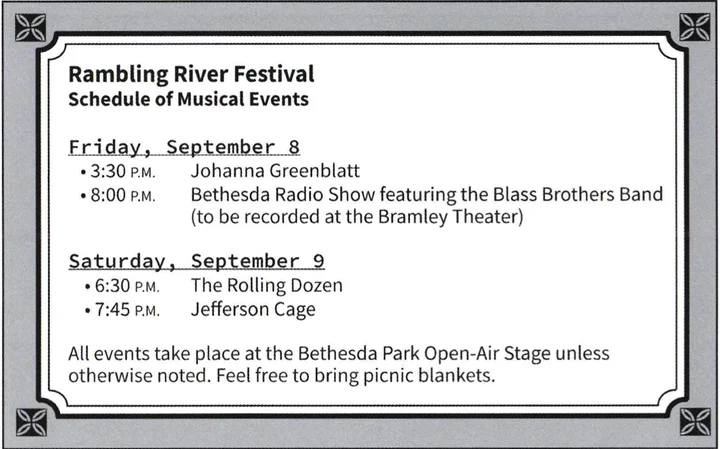 Rambling River Festival
Schedule of Musical Events
Friday, September 8
• 3:30 P.M. Johanna Greenblatt
• 8:00 P.M. Bethesda Radio Show featuring the Blass Brothers Band
(to be recorded at the Bramley Theater)
Saturday, September 9
• 6:30 P.M. The Rolling Dozen
• 7:45 P.M. Jefferson Cage
All events take place at the Bethesda Park Open-Air Stage unless
otherwise noted. Feel free to bring picnic blankets.